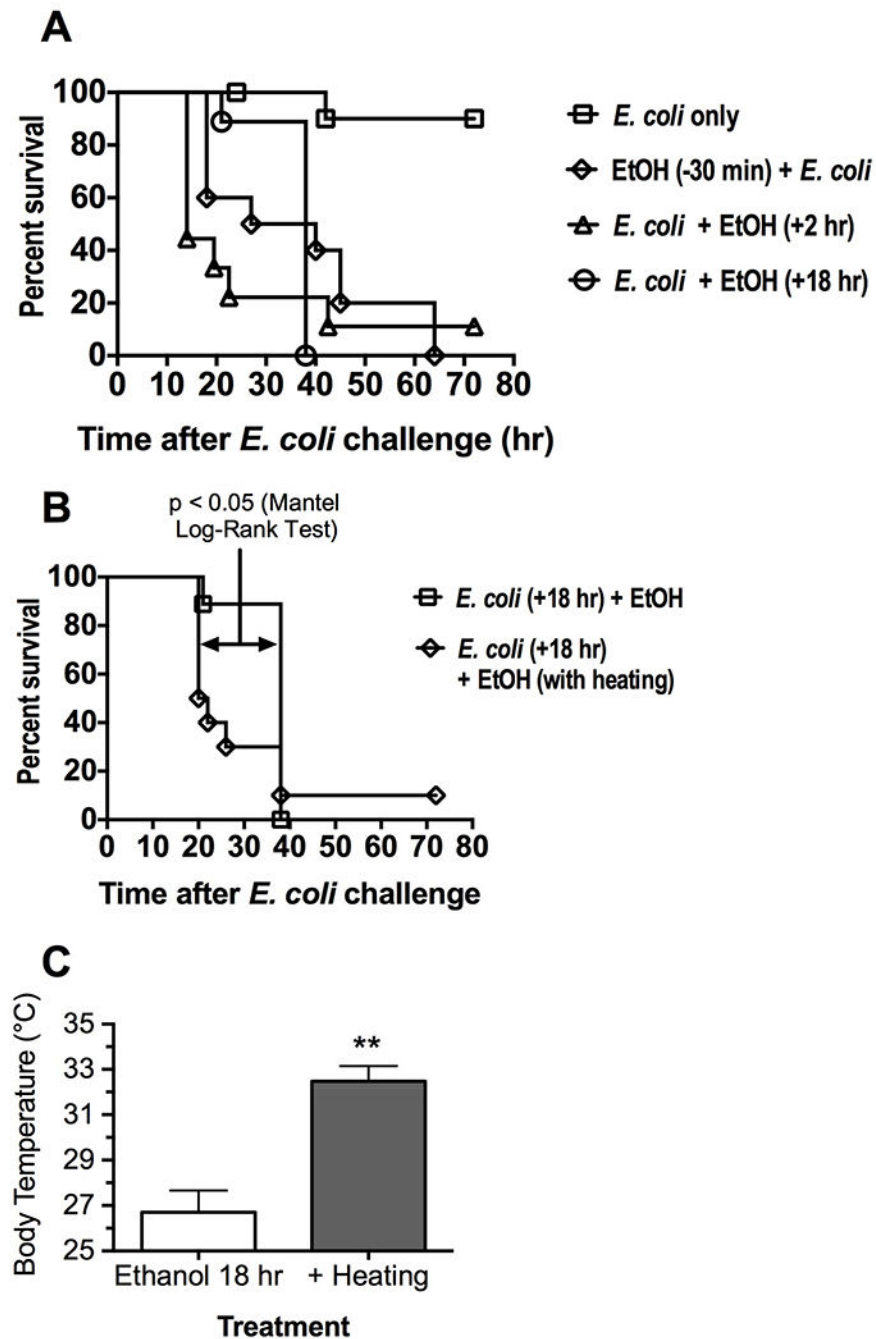 A
100
80
60
40
20
0
0 10 20 30 40 50 60 70 80
Percent survival
Time after E. coli challenge (hr)
E. coli only
EtOH (-30 min) + E. coli
E. coli + EtOH (+2 hr)
E. coli + EtOH (+18 hr)
B
p < 0.05 (Mantel
Log-Rank Test)
100
80
60
40
20
0
0 10 20 30 40 50 60 70 80
Percent survival
Time after E. coli challenge
E. coli (+18 hr) + EtOH
E. coli (+18 hr)
+ EtOH (with heating)
C
35
33
31
29
27
25
Body Temperature (°C)
**
Ethanol 18 hr + Heating
Treatment